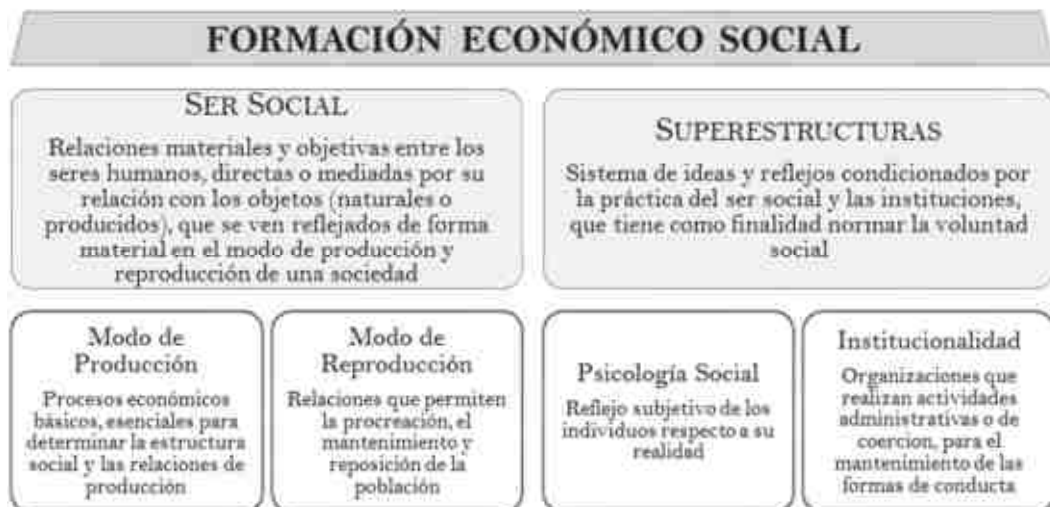 FORMACIÓN ECONÓMICO SOCIAL
SER SOCIAL
Relaciones materiales y objetivas entre los
seres humanos, directas o mediadas por su
relación con los objetos (naturales o
producidos), que se ven reflejados de forma
material en el modo de producción y
reproducción de una sociedad
SUPERESTRUCTURAS
Sistema de ideas y reflejos condicionados por
la práctica del ser social y las instituciones,
que tiene como finalidad normar la voluntad
social
Modo de
Producción
Procesos económicos
básicos, esenciales para
determinar la estructura
social y las relaciones de
producción
Modo de
Reproducción
Relaciones que permiten
la procreación, el
mantenimiento y
reposición de la
población
Psicología Social
Reflejo subjetivo de los
individuos respecto a su
realidad
Institucionalidad
Organizaciones que
realizan actividades
administrativas o de
coercion, para el
mantenimiento de las
formas de conducta